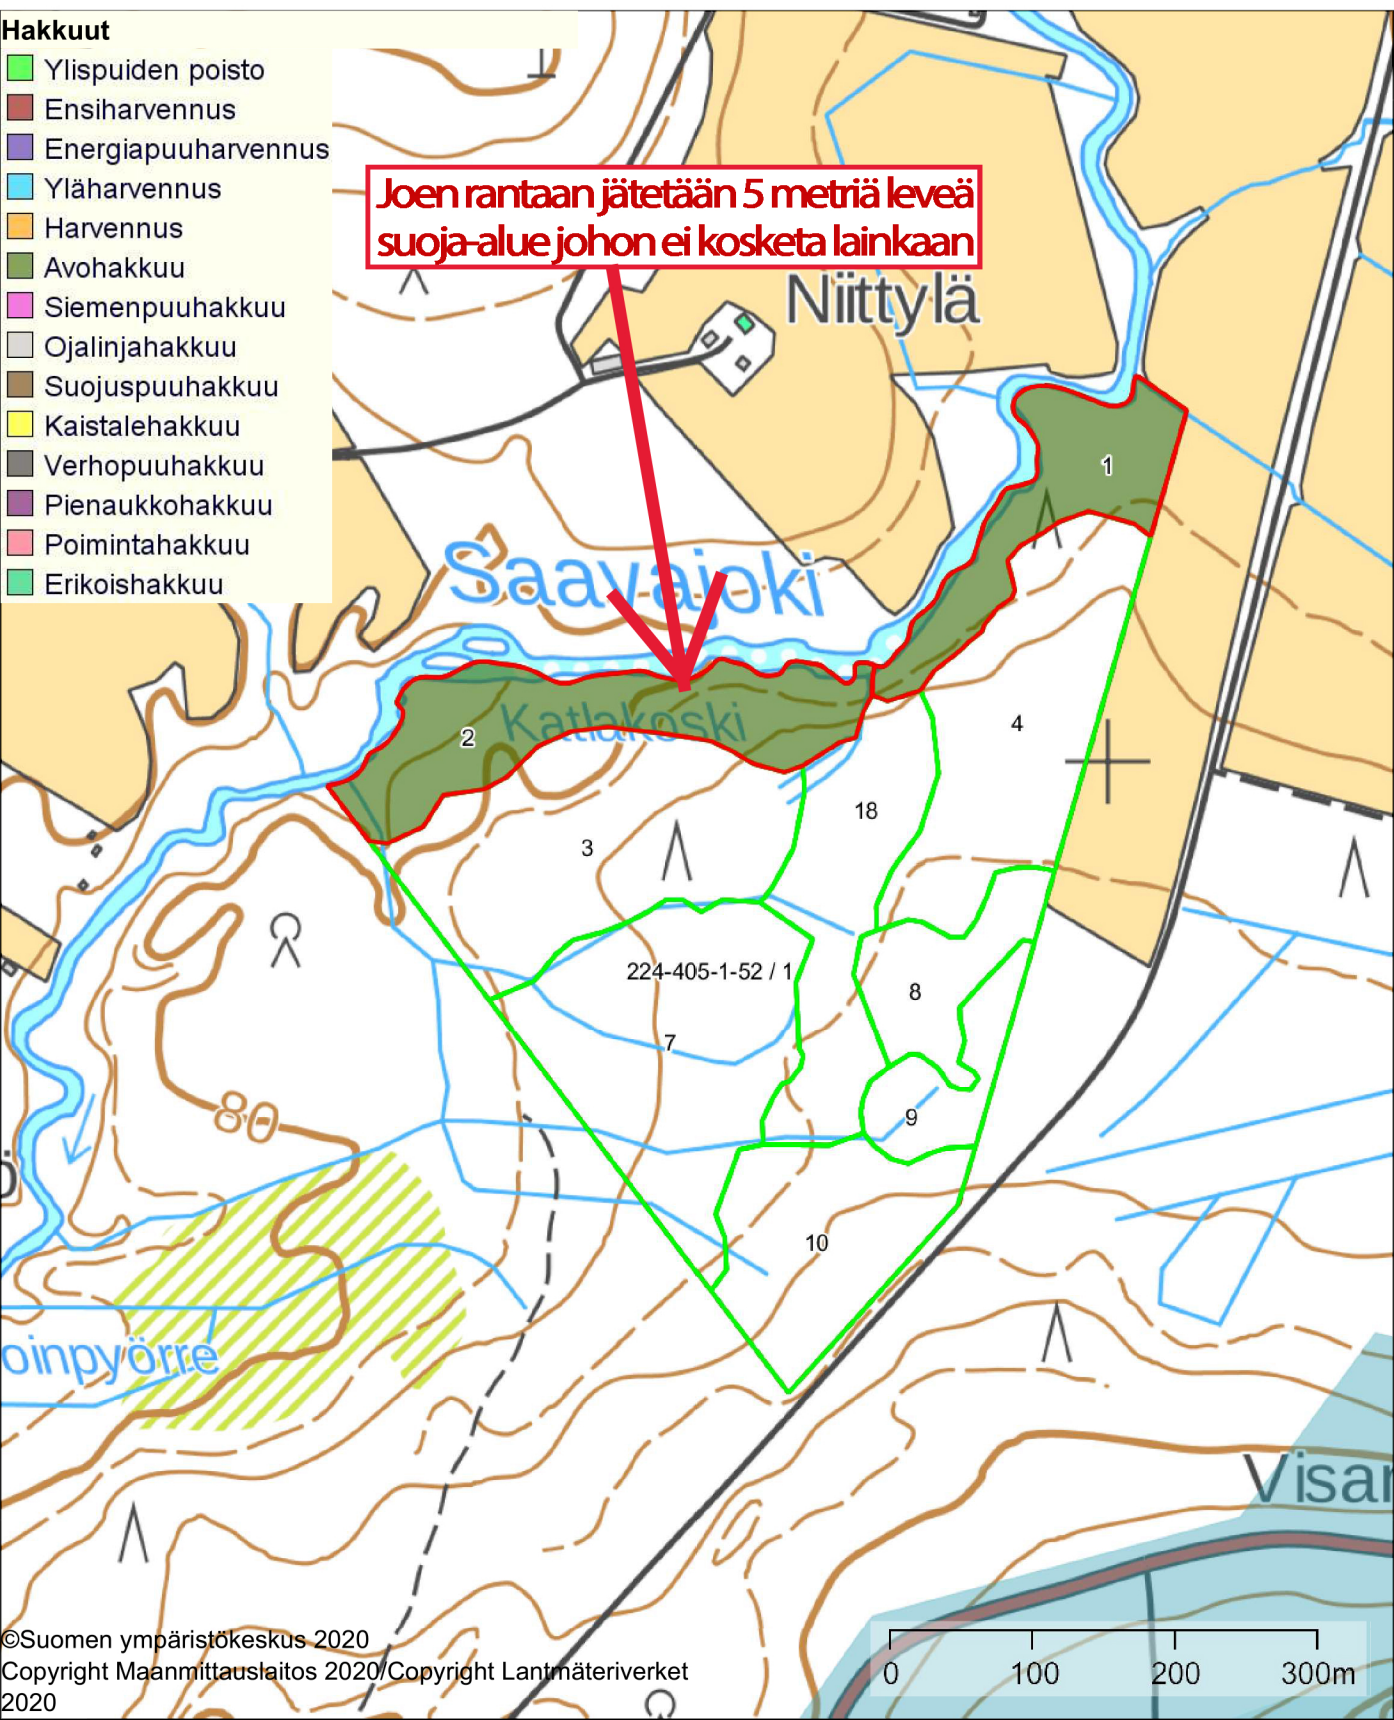 Hakkuut
Ylispuiden poisto
Ensiharvennus
Energiapuuharvennus
Yläharvennus
Harvennus
Avohakkuu
Siemenpuuhakkuu
Ojalinjahakkuu
Suojuspuuhakkuu
Kaistalehakkuu
Verhopuuhakkuu
Pienaukkohakkuu
Poimintahakkuu
Erikoishakkuu
Joen rantaan jätetään 5 metriä leveä
suoja-alue johon ei kosketa lainkaan
Niittylä
1
Saavajoki
Katlakoski
2
4
18
3
224-405-1-52 / 1
8
7
9
80
ö
10
oinpyörre
Visar
©Suomen ympäristökeskus 2020
Copyright Maanmittauslaitos 2020/Copyright Lantmäteriverket
2020
0 100 200 300m